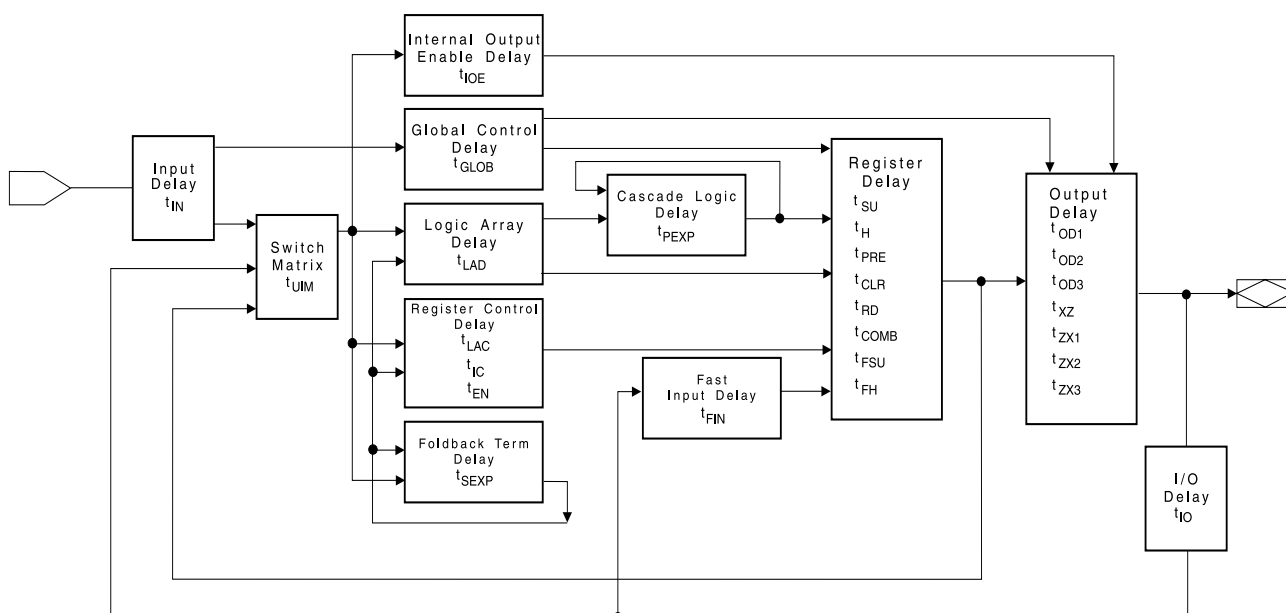 Internal Output
Enable Delay
tIOE
Global Control
Delay
tGLOB
Input
Delay
tIN
Switch
Matrix
tUIM
Logic Array
Delay
tLAD
Cascade Logic
Delay
tPEXP
Register Control
Delay
tLAC
tIC
tEN
Foldback Term
Delay
tSEXP
Fast
Input Delay
tFIN
Register
Delay
tSU
tH
tPRE
tCLR
tRD
tCOMB
tFSU
tFH
Output
Delay
tOD1
tOD2
tOD3
tXZ
tZX1
tZX2
tZX3
I/O
Delay
tIO